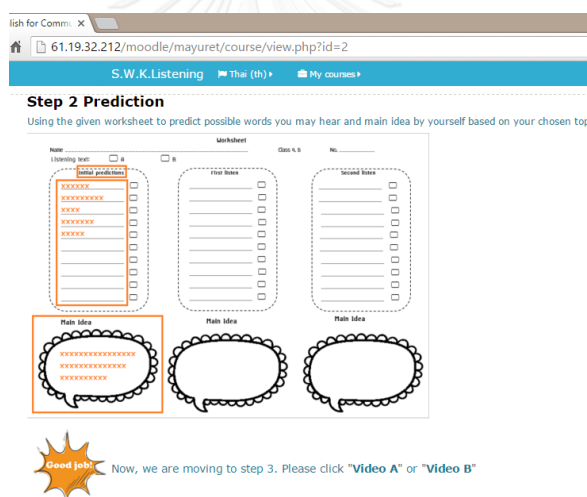 lish for Commu ×
61.19.32.212/moodle/mayuret/course/view.php?id=2
S.W.K.Listening Thai (th) My courses
Step 2 Prediction
Using the given worksheet to predict possible words you may hear and main idea by yourself based on your chosen top
Worksheet
Name Class 4/6 No.
Listening text: A B
Initial predictions First listen Second listen
xxxxxx
xxxxxxxxx
xxxx
xxxxxxx
xxxxx
Main Idea Main Idea Main Idea
xxxxxxxxxxxxxxxx
xxxxxxxxxxxxxx
xxxxxxxxxx
Good job! Now, we are moving to step 3. Please click "Video A" or "Video B"